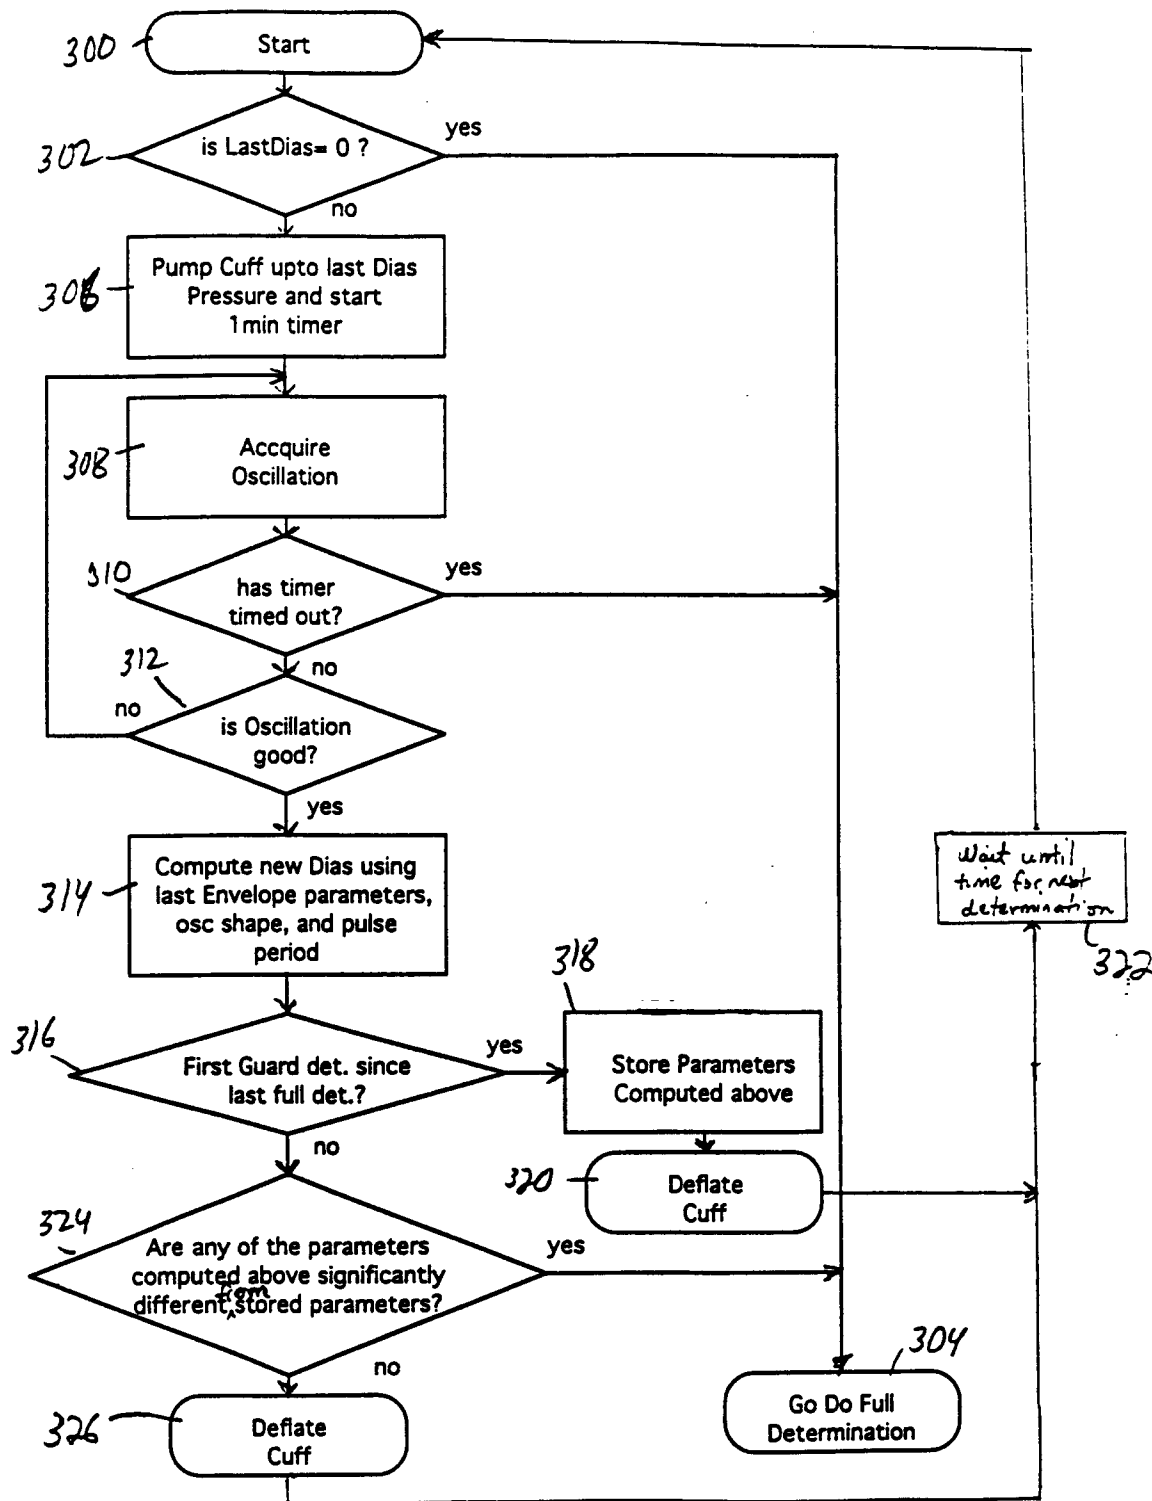 300
Start
302
is LastDias= 0 ?
yes
no
306
Pump Cuff upto last Dias
Pressure and start
1min timer
308
Accquire
Oscillation
310
has timer
timed out?
yes
no
312
no
is Oscillation
good?
yes
314
Compute new Dias using
last Envelope parameters,
osc shape, and pulse
period
Wait until
time for next
determination
322
316
First Guard det. since
last full det.?
yes
no
318
Store Parameters
Computed above
320
Deflate
Cuff
324
Are any of the parameters
computed above significantly
different from stored parameters?
yes
no
304
Go Do Full
Determination
326
Deflate
Cuff